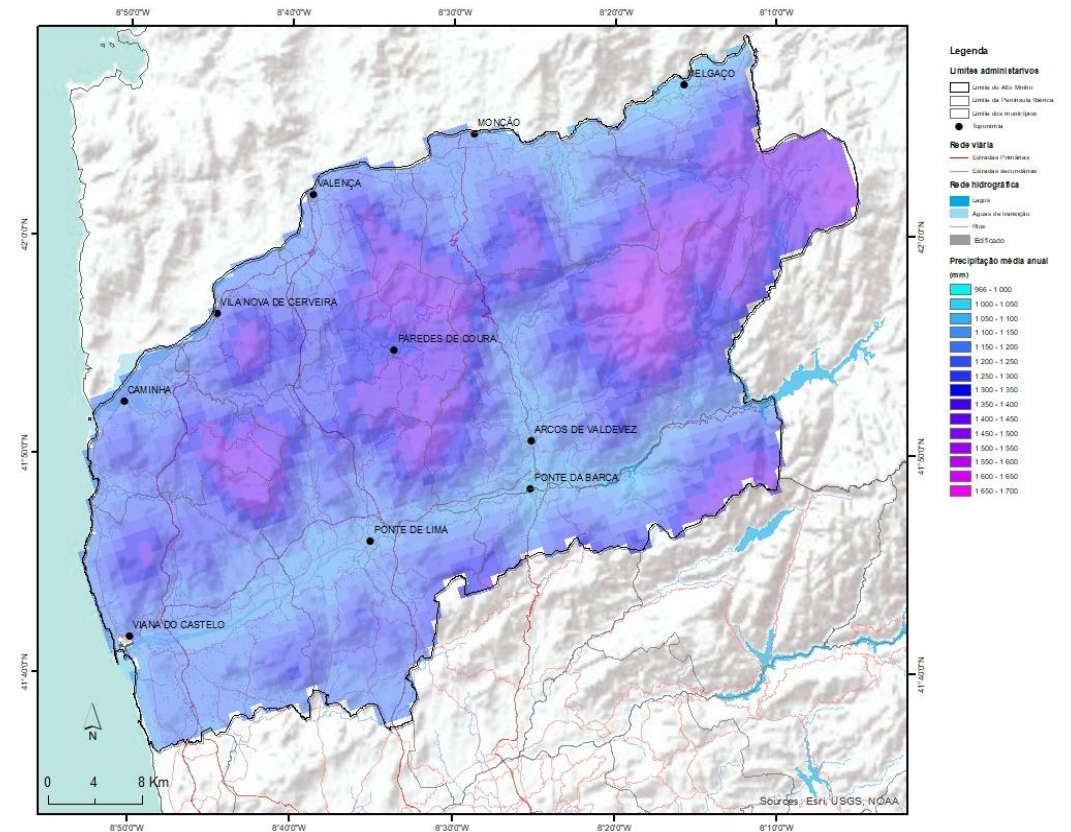 8°50'0"W 8°40'0"W 8°30'0"W 8°20'0"W 8°10'0"W
MELGAÇO
MONÇÃO
VALENÇA
42°0'0"N 42°0'0"N
VILA NOVA DE CERVEIRA
PAREDES DE COURA
CAMINHA
ARCOS DE VALDEVEZ
41°50'0"N 41°50'0"N
PONTE DA BARCA
PONTE DE LIMA
VIANA DO CASTELO
41°40'0"N 41°40'0"N
N
0 4 8 Km
Sources: Esri, USGS, NOAA
8°50'0"W 8°40'0"W 8°30'0"W 8°20'0"W 8°10'0"W
Legenda
Limites administarivos
Limite do Alto Minho
Limite da Península Ibérica
Limite dos municípios
Toponímia
Rede viária
Estradas Primárias
Estradas secundárias
Rede hidrográfica
Lagos
Águas de transição
Rios
Edificado
Precipitação média anual
(mm)
966 - 1 000
1 000 - 1 050
1 050 - 1 100
1 100 - 1 150
1 150 - 1 200
1 200 - 1 250
1 250 - 1 300
1 300 - 1 350
1 350 - 1 400
1 400 - 1 450
1 450 - 1 500
1 500 - 1 550
1 550 - 1 600
1 600 - 1 650
1 650 - 1 700